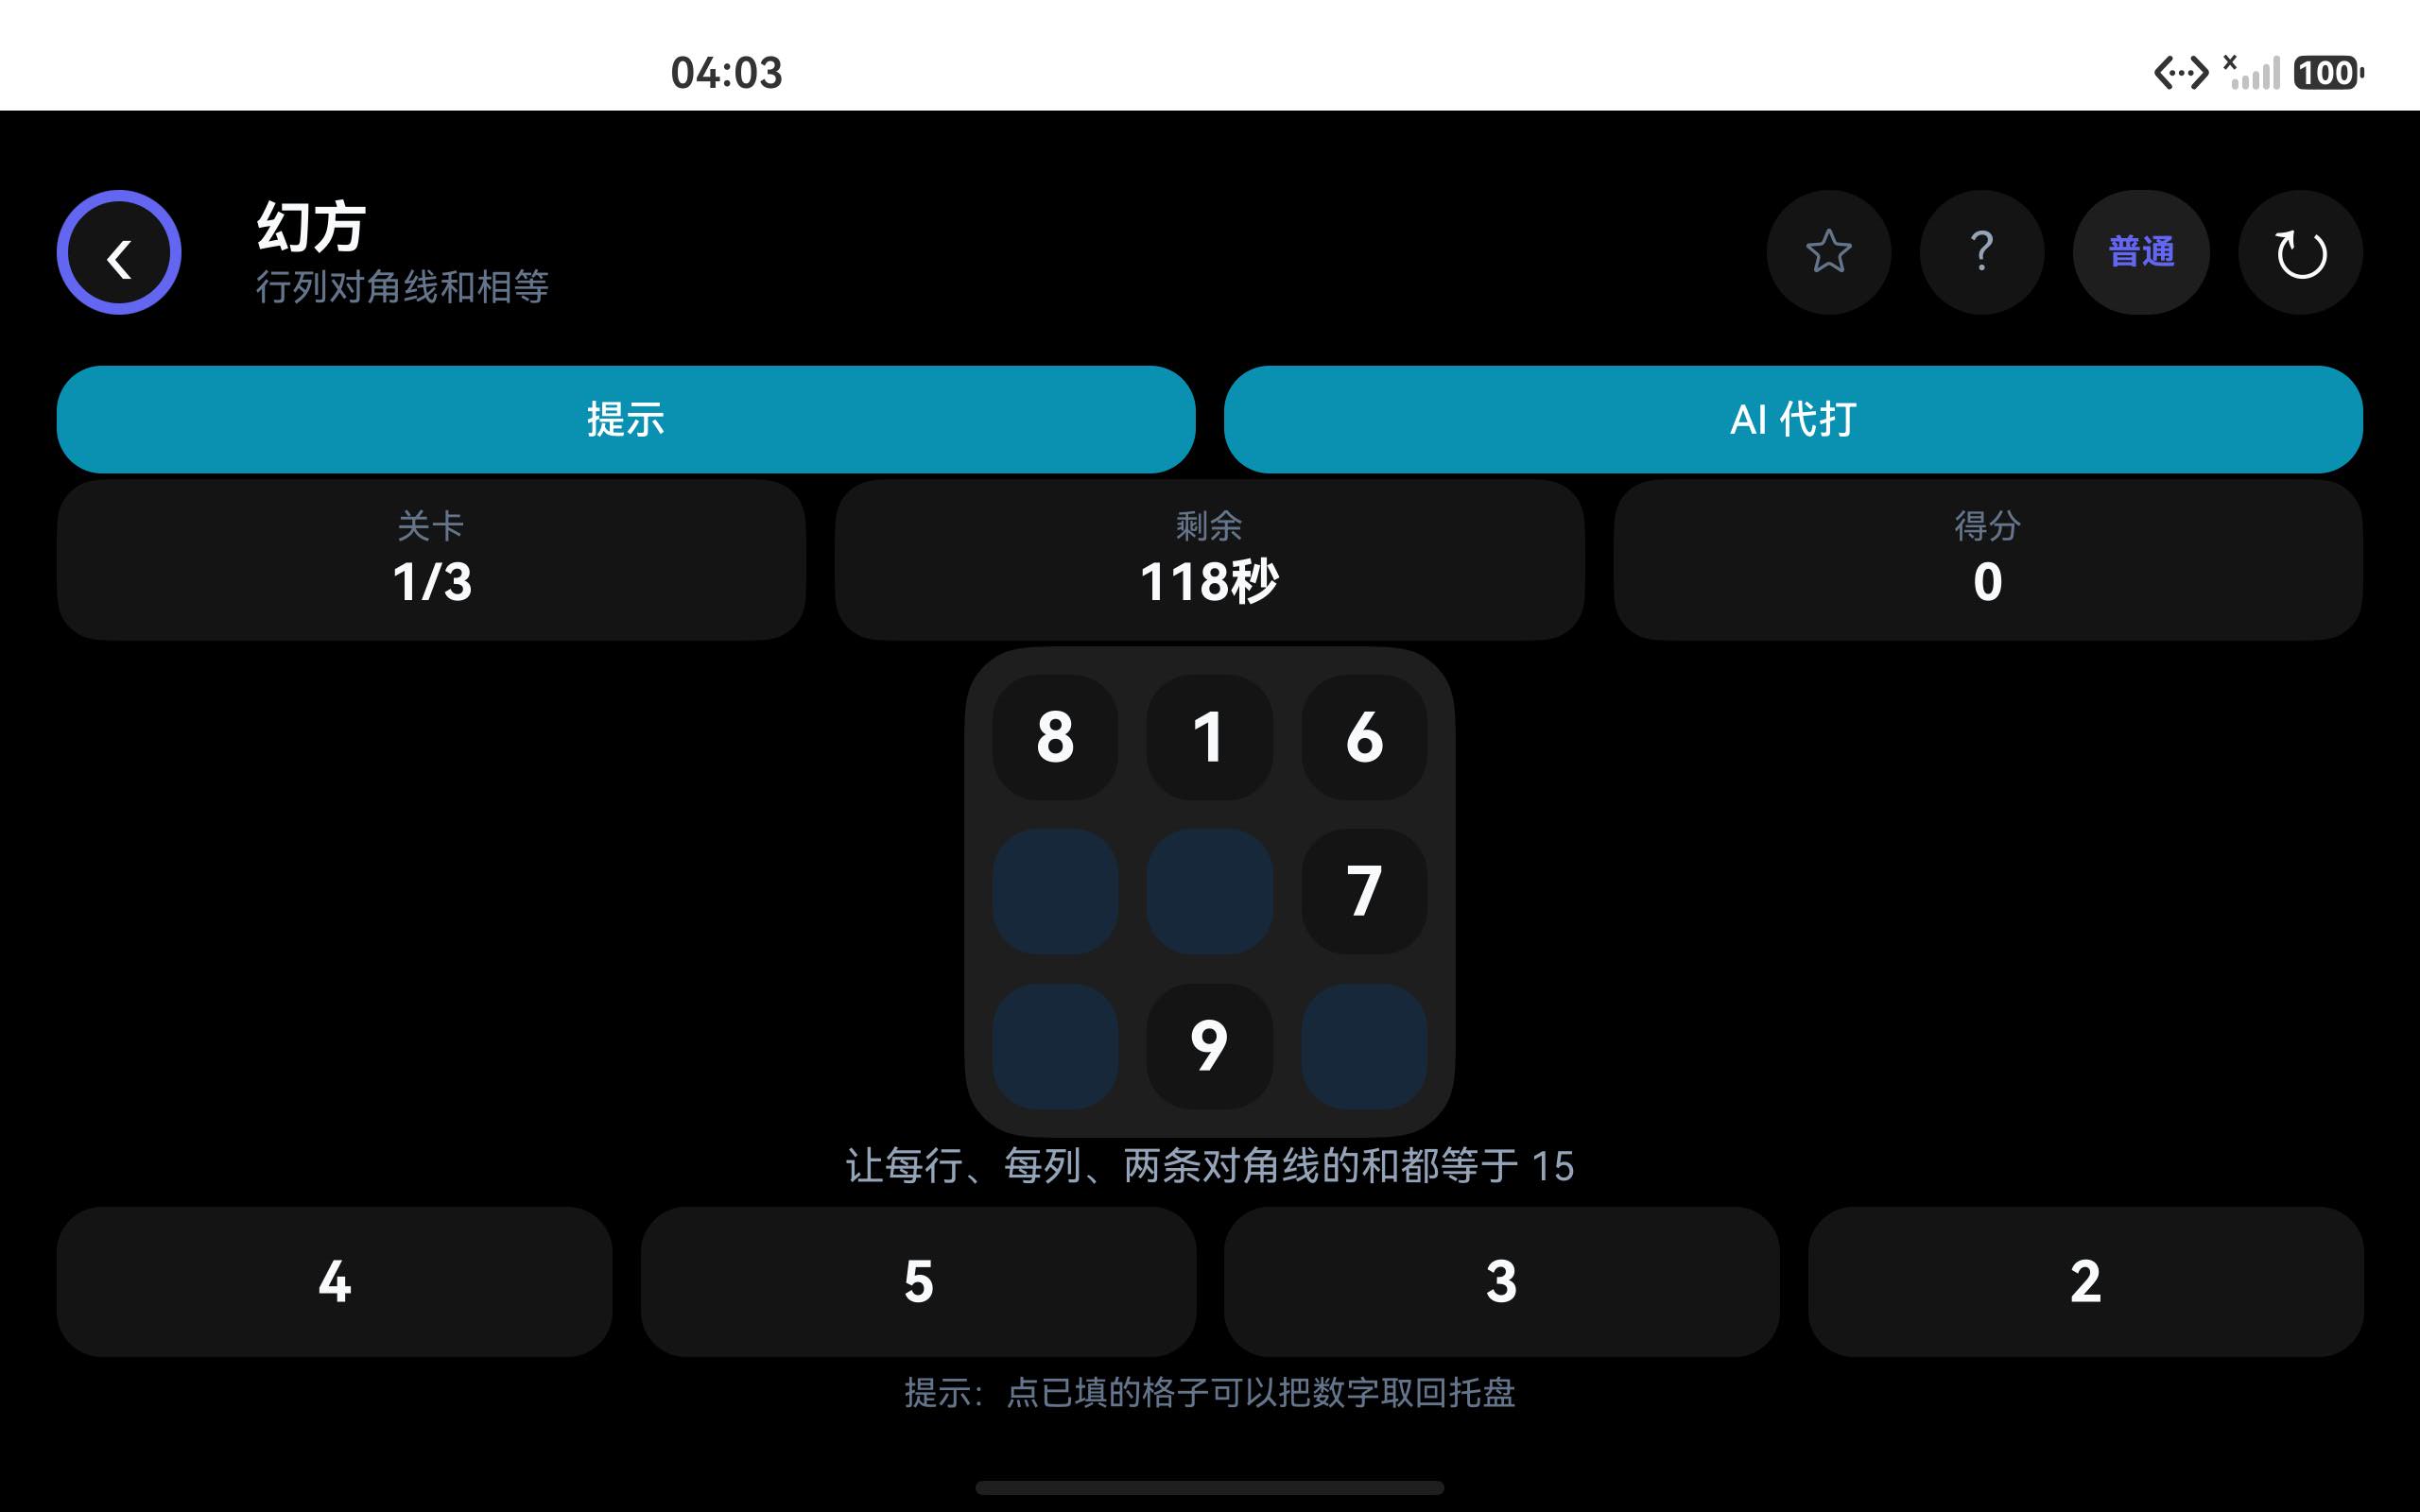 04:03
100
幻方
行列对角线和相等
?
普通
提示
AI 代打
关卡
1/3
剩余
118秒
得分
0
8 1 6
7
9
让每行、每列、两条对角线的和都等于 15
4
5
3
2
提示：点已填的格子可以把数字取回托盘